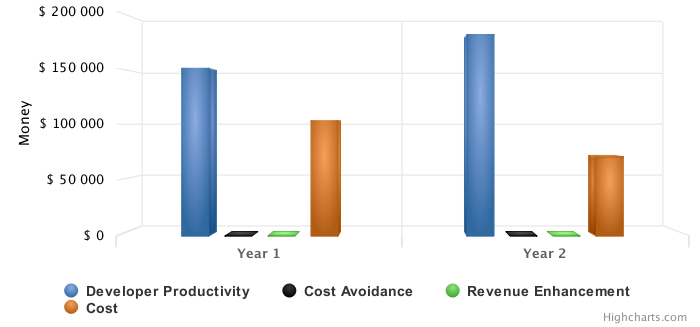 $ 200 000
$ 150 000
$ 100 000
$ 50 000
$ 0
Money
Year 1
Year 2
Developer Productivity
Cost Avoidance
Revenue Enhancement
Cost
Highcharts.com